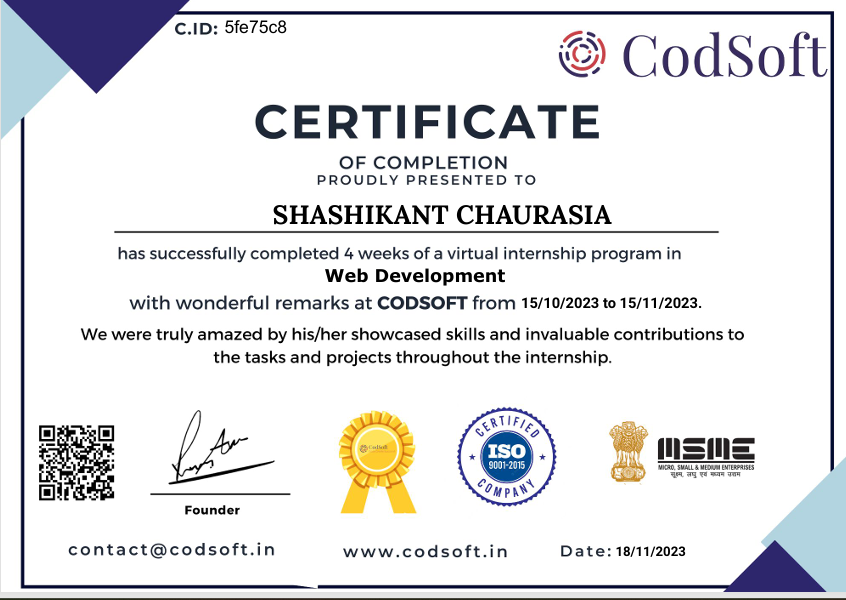 C.ID: 5fe75c8
CodSoft
CERTIFICATE
OF COMPLETION
PROUDLY PRESENTED TO
SHASHIKANT CHAURASIA
has successfully completed 4 weeks of a virtual internship program in
Web Development
with wonderful remarks at CODSOFT from 15/10/2023 to 15/11/2023.
We were truly amazed by his/her showcased skills and invaluable contributions to
the tasks and projects throughout the internship.
Founder
CodSoft
CERTIFIED
ISO
9001-2015
COMPANY
MSME
MICRO, SMALL & MEDIUM ENTERPRISES
सूक्ष्म, लघु एवं मध्यम उद्यम
contact@codsoft.in
www.codsoft.in
Date: 18/11/2023